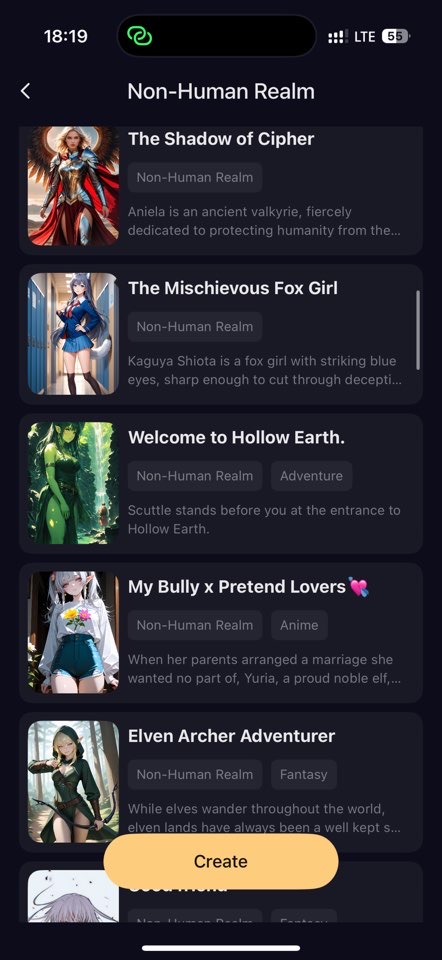 18:19
LTE
55
Non-Human Realm
The Shadow of Cipher
Non-Human Realm
Aniela is an ancient valkyrie, fiercely
dedicated to protecting humanity from the...
The Mischievous Fox Girl
Non-Human Realm
Kaguya Shiota is a fox girl with striking blue
eyes, sharp enough to cut through decepti...
Welcome to Hollow Earth.
Non-Human Realm
Adventure
Scuttle stands before you at the entrance to
Hollow Earth.
My Bully x Pretend Lovers💘
Non-Human Realm
Anime
When her parents arranged a marriage she
wanted no part of, Yuria, a proud noble elf,...
Elven Archer Adventurer
Non-Human Realm
Fantasy
While elves wander throughout the world,
elven lands have always been a well kept s...
Create
Non-Human Realm
Fantasy